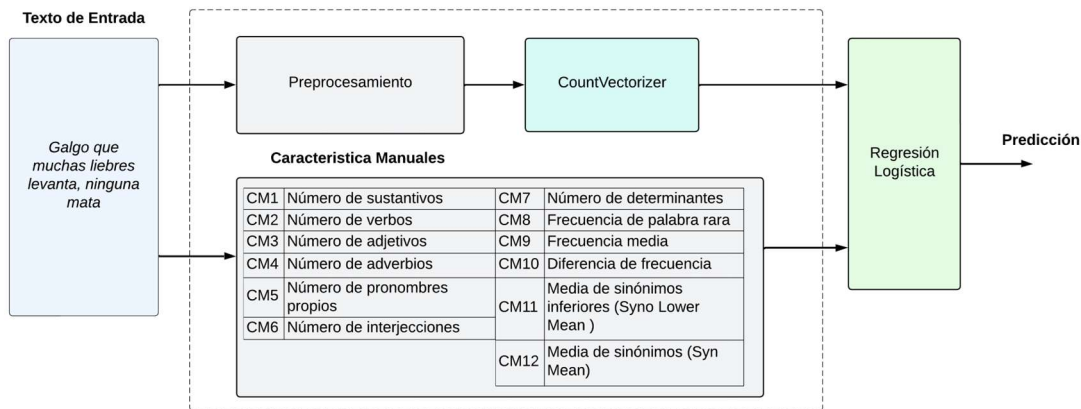 Texto de Entrada
Galgo que
muchas liebres
levanta, ninguna
mata
Preprocesamiento
CountVectorizer
Caracteristica Manuales
CM1 Número de sustantivos
CM2 Número de verbos
CM3 Número de adjetivos
CM4 Número de adverbios
CM5 Número de pronombres
propios
CM6 Número de interjecciones
CM7 Número de determinantes
CM8 Frecuencia de palabra rara
CM9 Frecuencia media
CM10 Diferencia de frecuencia
CM11 Media de sinónimos
inferiores (Syno Lower
Mean )
CM12 Media de sinónimos (Syn
Mean)
Regresión
Logística
Predicción